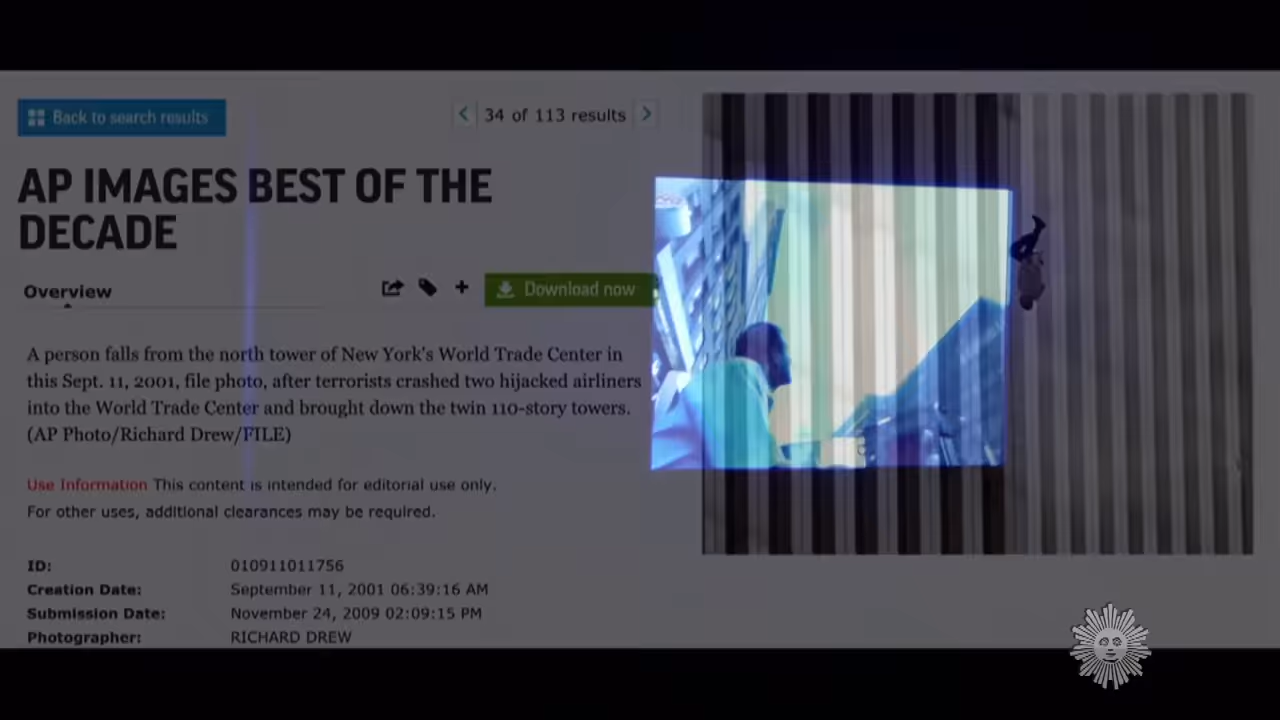 Back to search results
34 of 113 results
AP IMAGES BEST OF THE
DECADE
Overview
Download now
A person falls from the north tower of New York's World Trade Center in
this Sept. 11, 2001, file photo, after terrorists crashed two hijacked airliners
into the World Trade Center and brought down the twin 110-story towers.
(AP Photo/Richard Drew/FILE)
Use Information This content is intended for editorial use only.
For other uses, additional clearances may be required.
ID: 010911011756
Creation Date: September 11, 2001 06:39:16 AM
Submission Date: November 24, 2009 02:09:15 PM
Photographer: RICHARD DREW